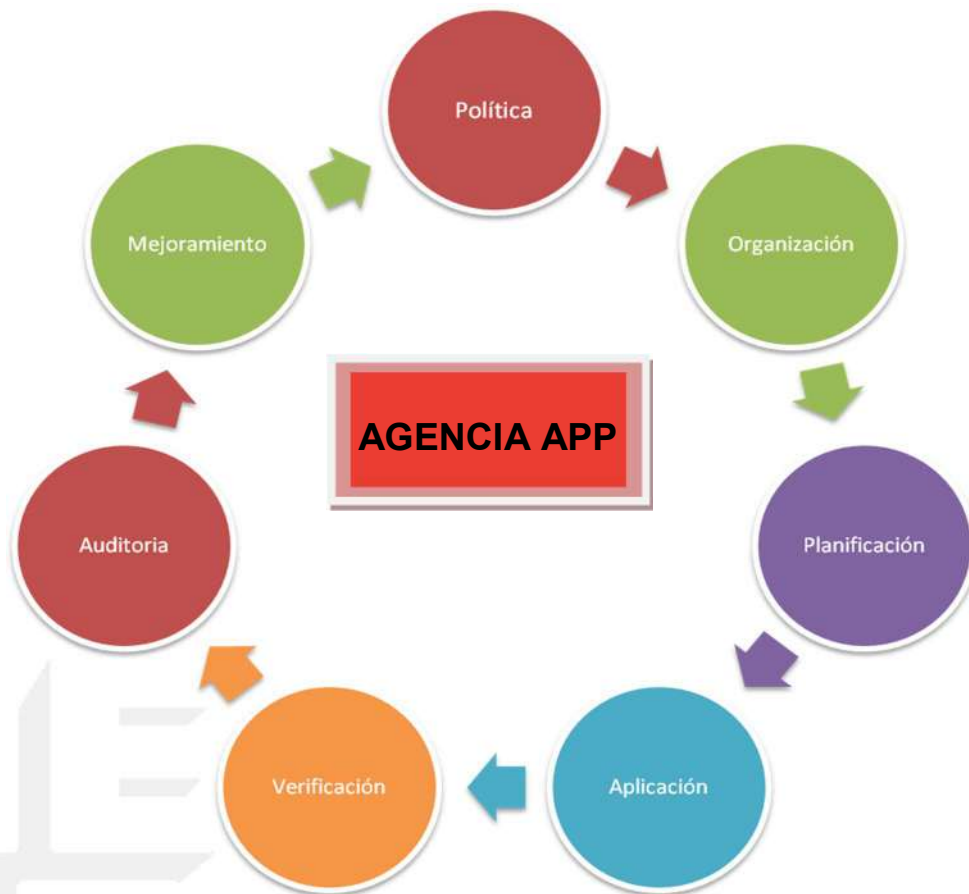 Política
Organización
Planificación
Aplicación
Verificación
Auditoria
Mejoramiento
AGENCIA APP